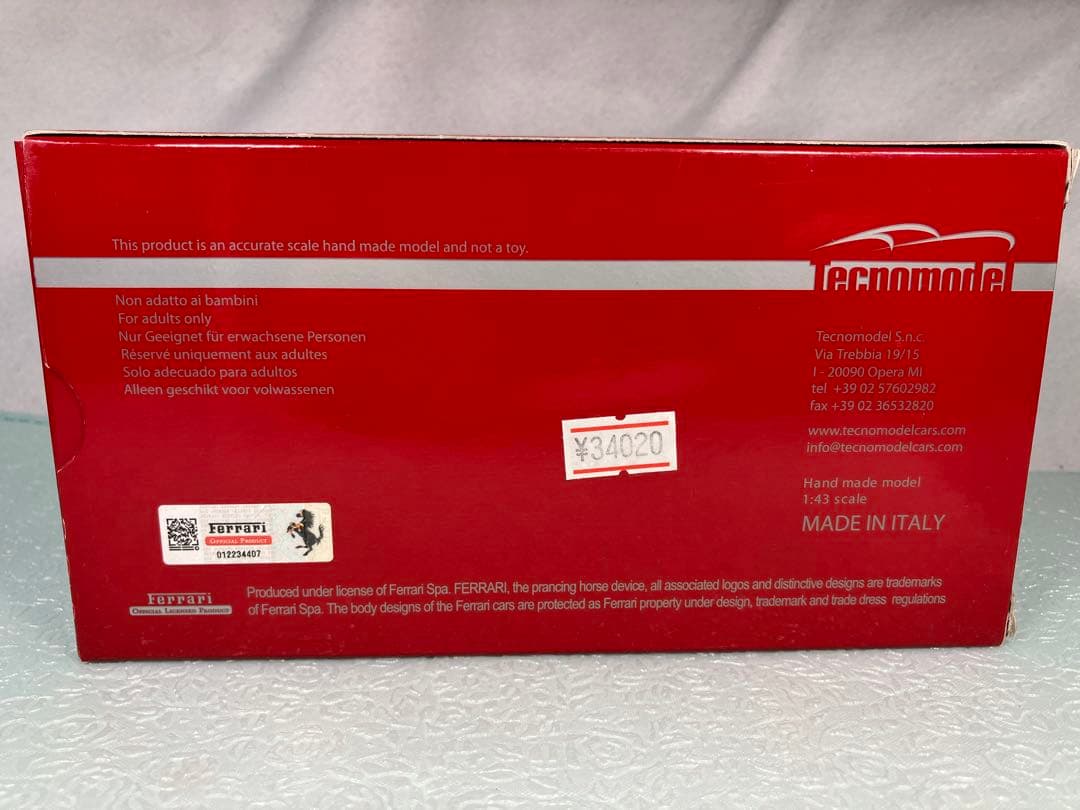 This product is an accurate scale hand made model and not a toy.
Tecnomodel
Non adatto ai bambini
For adults only
Nur Geeignet für erwachsene Personen
Réservé uniquement aux adultes
Solo adecuado para adultos
Alleen geschikt voor volwassenen
Tecnomodel S.n.c.
Via Trebbia 19/15
I - 20090 Opera MI
tel +39 02 57602982
fax +39 02 36532820
www.tecnomodelcars.com
info@tecnomodelcars.com
¥34020
Hand made model
1:43 scale
MADE IN ITALY
Ferrari
OFFICIAL PRODUCT
012234407
Ferrari
OFFICIAL LICENSED PRODUCT
Produced under license of Ferrari Spa. FERRARI, the prancing horse device, all associated logos and distinctive designs are trademarks
of Ferrari Spa. The body designs of the Ferrari cars are protected as Ferrari property under design, trademark and trade dress regulations